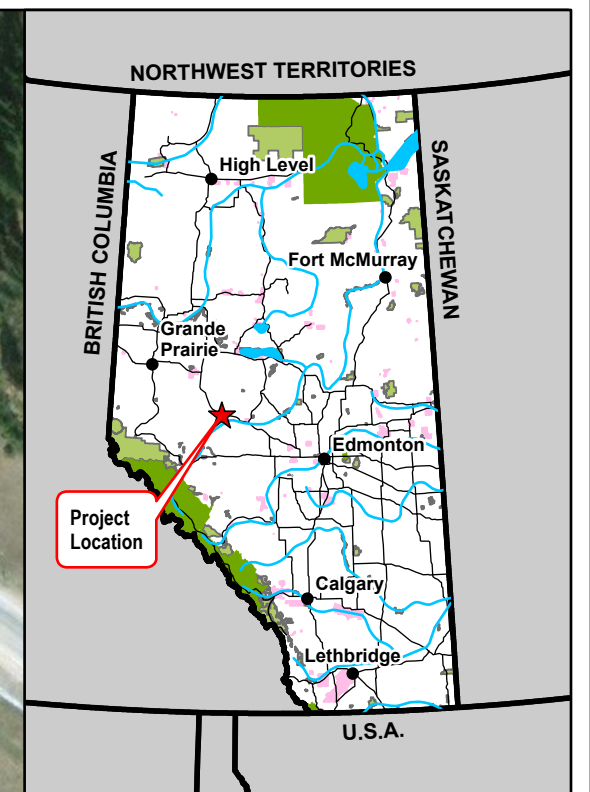 NORTHWEST TERRITORIES
BRITISH COLUMBIA
SASKATCHEWAN
High Level
Fort McMurray
Grande
Prairie
Edmonton
Project
Location
Calgary
Lethbridge
U.S.A.